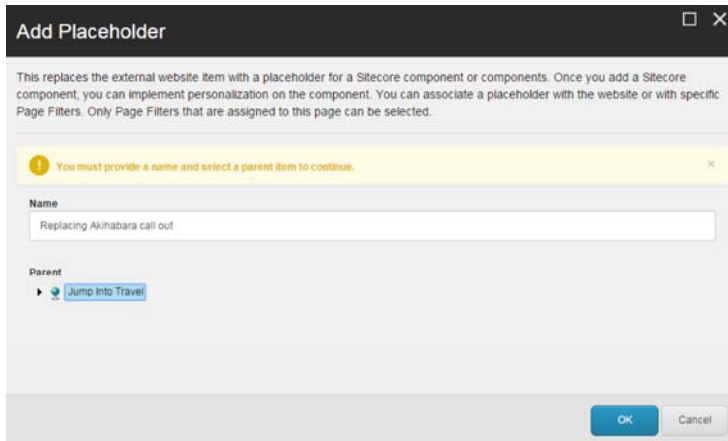 Add Placeholder
This replaces the external website item with a placeholder for a Sitecore component or components. Once you add a Sitecore
component, you can implement personalization on the component. You can associate a placeholder with the website or with specific
Page Filters. Only Page Filters that are assigned to this page can be selected.
You must provide a name and select a parent item to continue.
Name
Replacing Akihabara call out
Parent
Jump Into Travel
OK Cancel